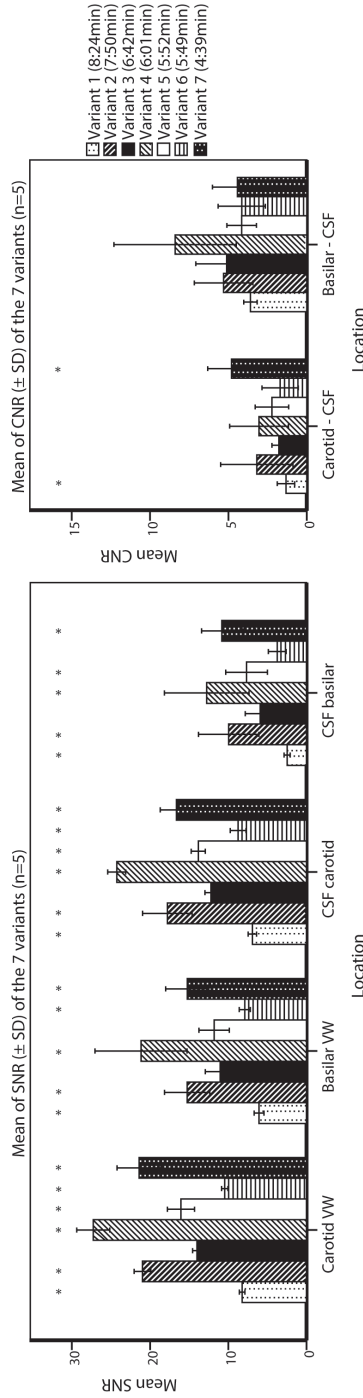 Mean of SNR (± SD) of the 7 variants (n=5)
Mean SNR
30
20
10
0
* * * * * *
* * * * *
* * * * * *
* * * * *
Carotid VW
Basilar VW
CSF carotid
CSF basilar
Location
Mean of CNR (± SD) of the 7 variants (n=5)
Mean CNR
15
10
5
0
* *
Carotid - CSF
Basilar - CSF
Location
Variant 1 (8:24min)
Variant 2 (7:50min)
Variant 3 (6:42min)
Variant 4 (6:01min)
Variant 5 (5:52min)
Variant 6 (5:49min)
Variant 7 (4:39min)